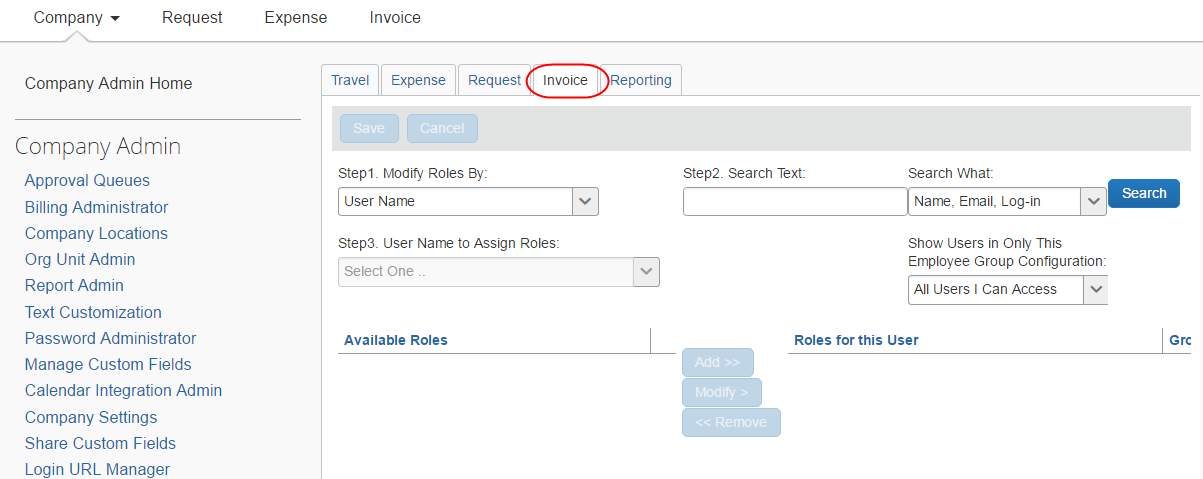 Company Request Expense Invoice
Company Admin Home
Company Admin
Approval Queues
Billing Administrator
Company Locations
Org Unit Admin
Report Admin
Text Customization
Password Administrator
Manage Custom Fields
Calendar Integration Admin
Company Settings
Share Custom Fields
Login URL Manager
Travel Expense Request Invoice Reporting
Save Cancel
Step1. Modify Roles By: Step2. Search Text: Search What:
User Name Name, Email, Log-in Search
Step3. User Name to Assign Roles: Show Users in Only This
Employee Group Configuration:
Select One .. All Users I Can Access
Available Roles Roles for this User Gro
Add >>
Modify >
<< Remove